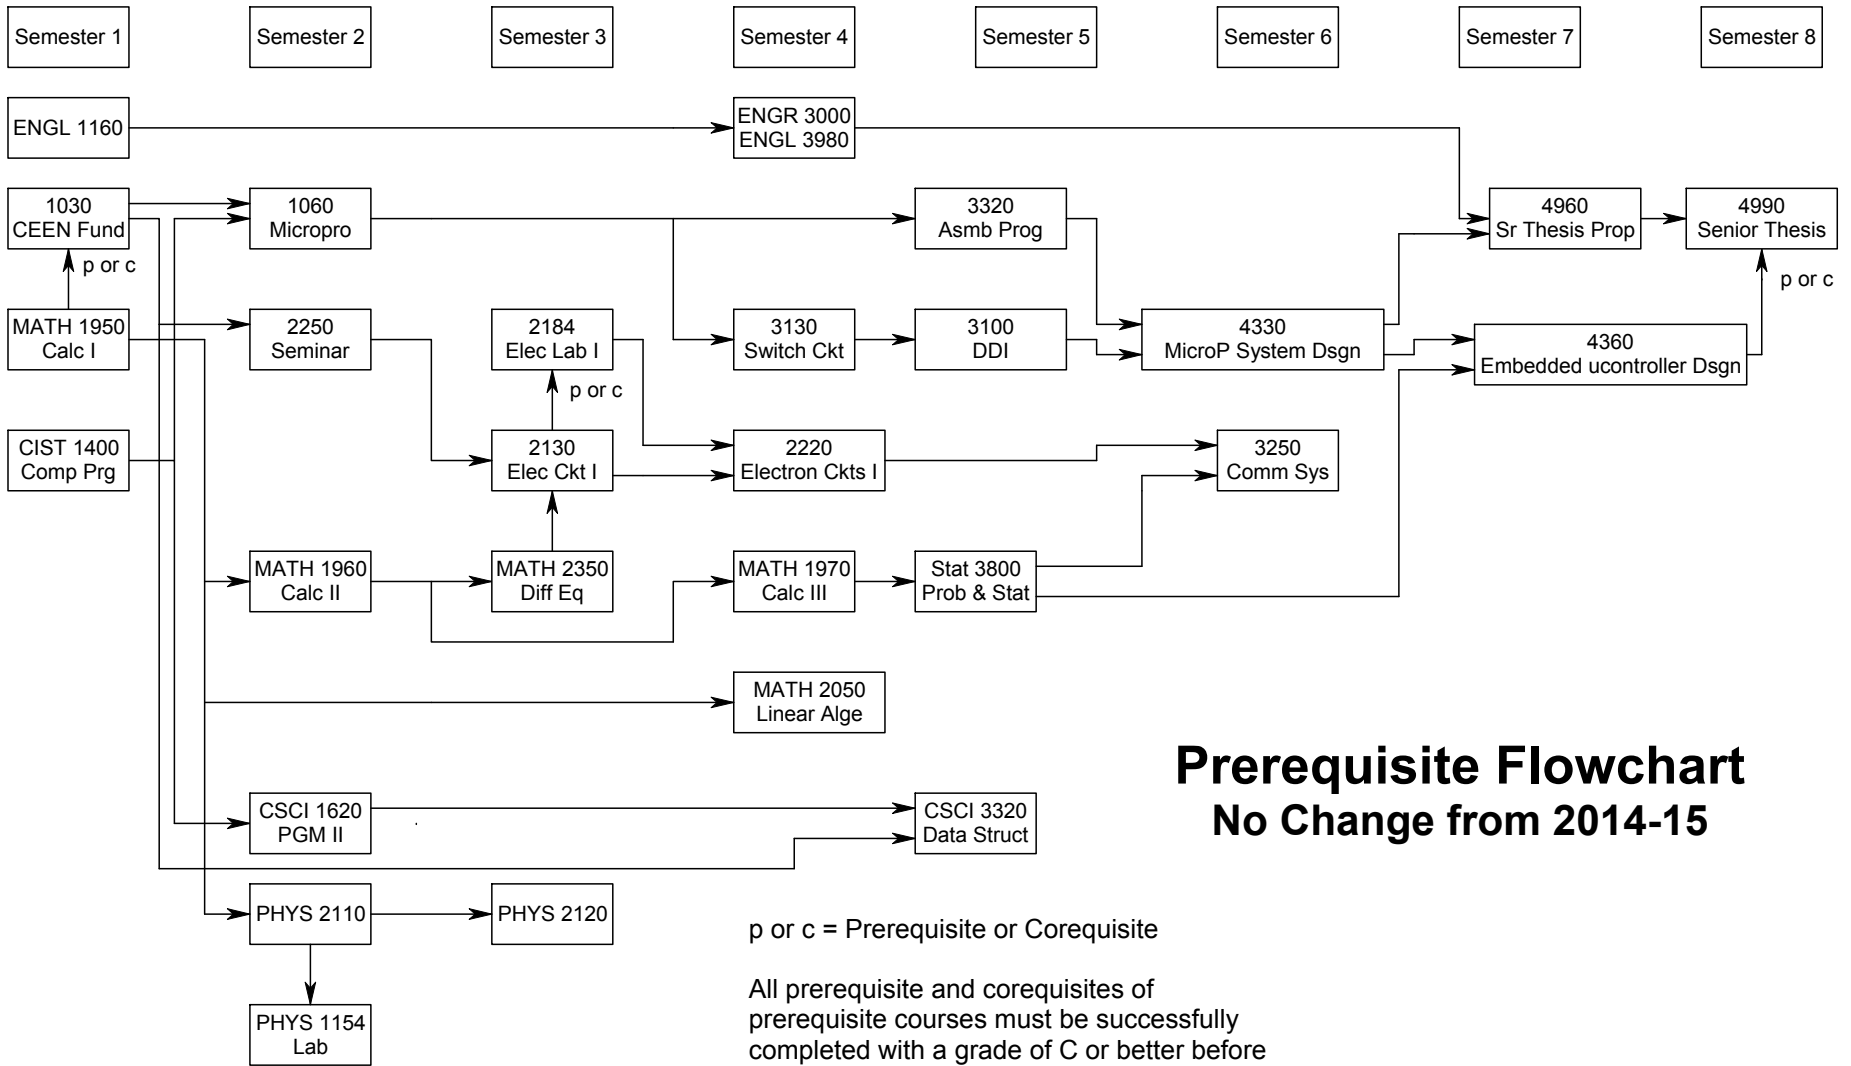 Semester 1
Semester 2
Semester 3
Semester 4
Semester 5
Semester 6
Semester 7
Semester 8
ENGL 1160
ENGR 3000
ENGL 3980
1030
CEEN Fund
1060
Micropro
3320
Asmb Prog
4960
Sr Thesis Prop
4990
Senior Thesis
p or c
p or c
MATH 1950
Calc I
2250
Seminar
2184
Elec Lab I
3130
Switch Ckt
3100
DDI
4330
MicroP System Dsgn
4360
Embedded ucontroller Dsgn
p or c
CIST 1400
Comp Prg
2130
Elec Ckt I
2220
Electron Ckts I
3250
Comm Sys
MATH 1960
Calc II
MATH 2350
Diff Eq
MATH 1970
Calc III
Stat 3800
Prob & Stat
MATH 2050
Linear Alge
Prerequisite Flowchart
No Change from 2014-15
CSCI 1620
PGM II
CSCI 3320
Data Struct
PHYS 2110
PHYS 2120
p or c = Prerequisite or Corequisite
PHYS 1154
Lab
All prerequisite and corequisites of
prerequisite courses must be successfully
completed with a grade of C or better before